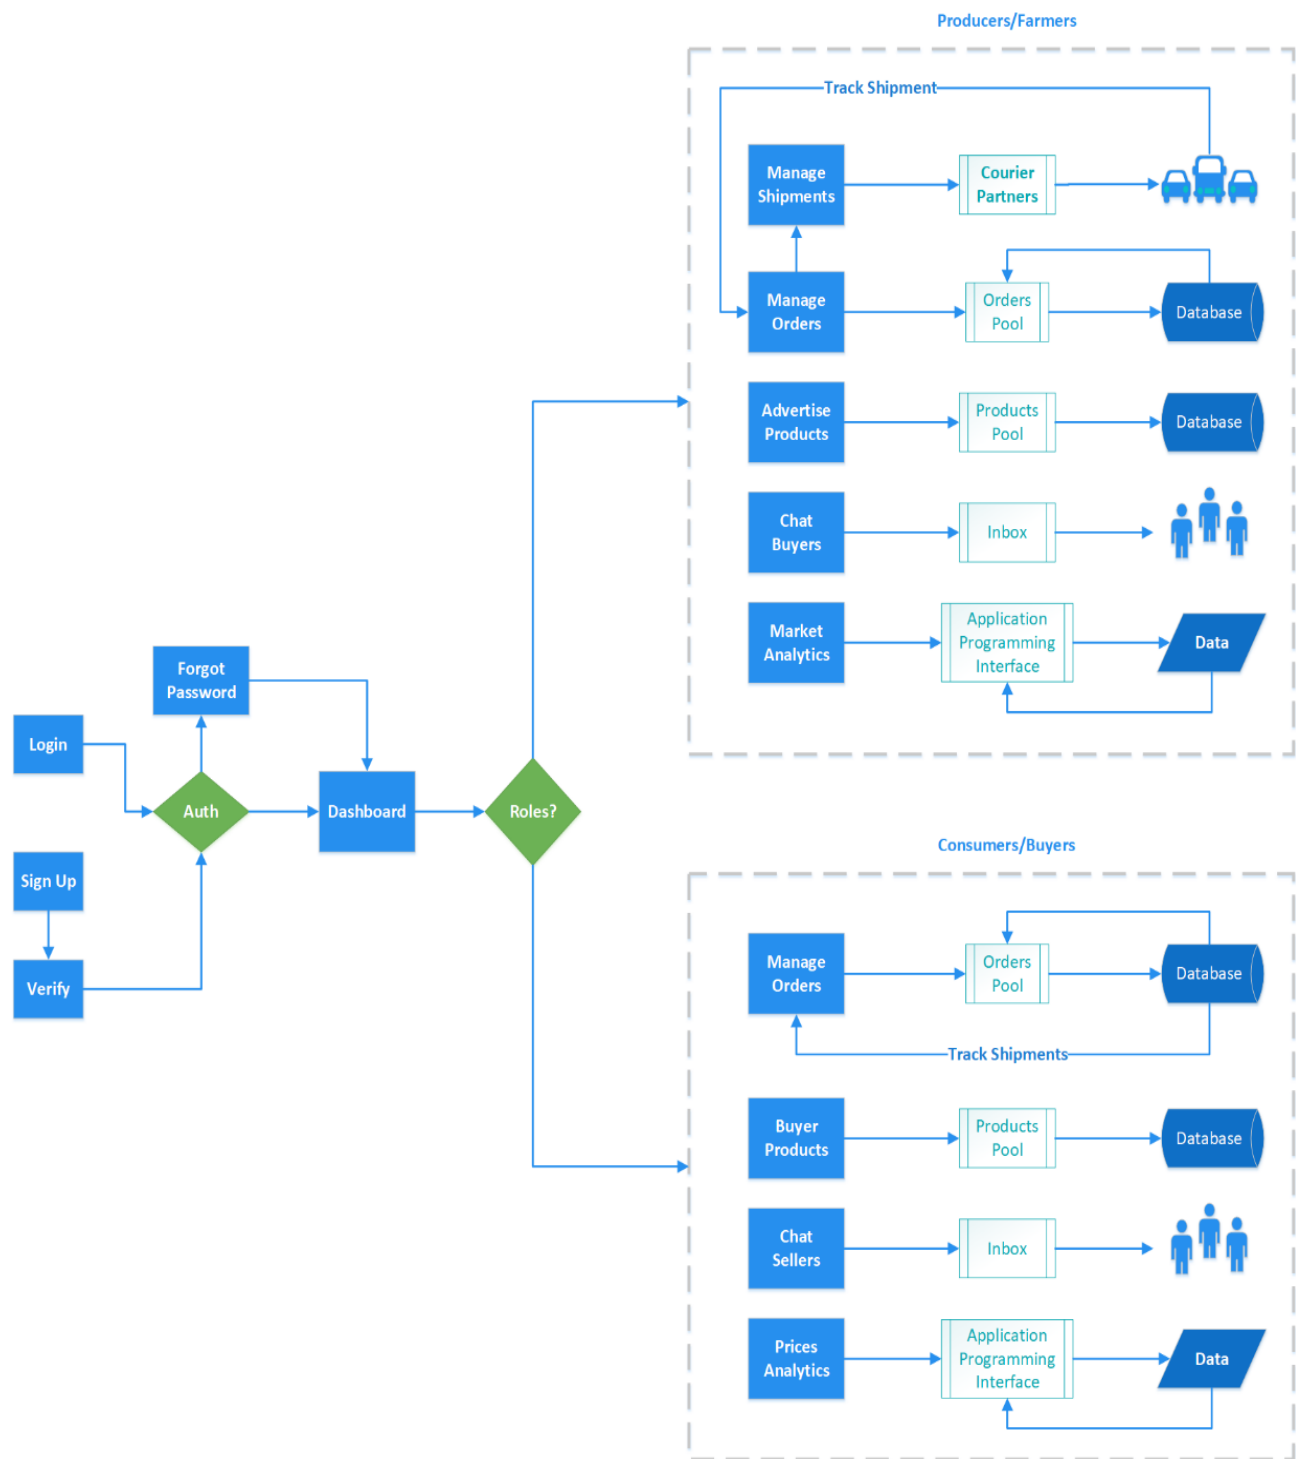 Producers/Farmers
Track Shipment
Manage
Shipments
Courier
Partners
Manage
Orders
Orders
Pool
Database
Advertise
Products
Products
Pool
Database
Chat
Buyers
Inbox
Market
Analytics
Application
Programming
Interface
Data
Forgot
Password
Login
Auth
Dashboard
Roles?
Sign Up
Verify
Consumers/Buyers
Manage
Orders
Orders
Pool
Database
Track Shipments
Buyer
Products
Products
Pool
Database
Chat
Sellers
Inbox
Prices
Analytics
Application
Programming
Interface
Data